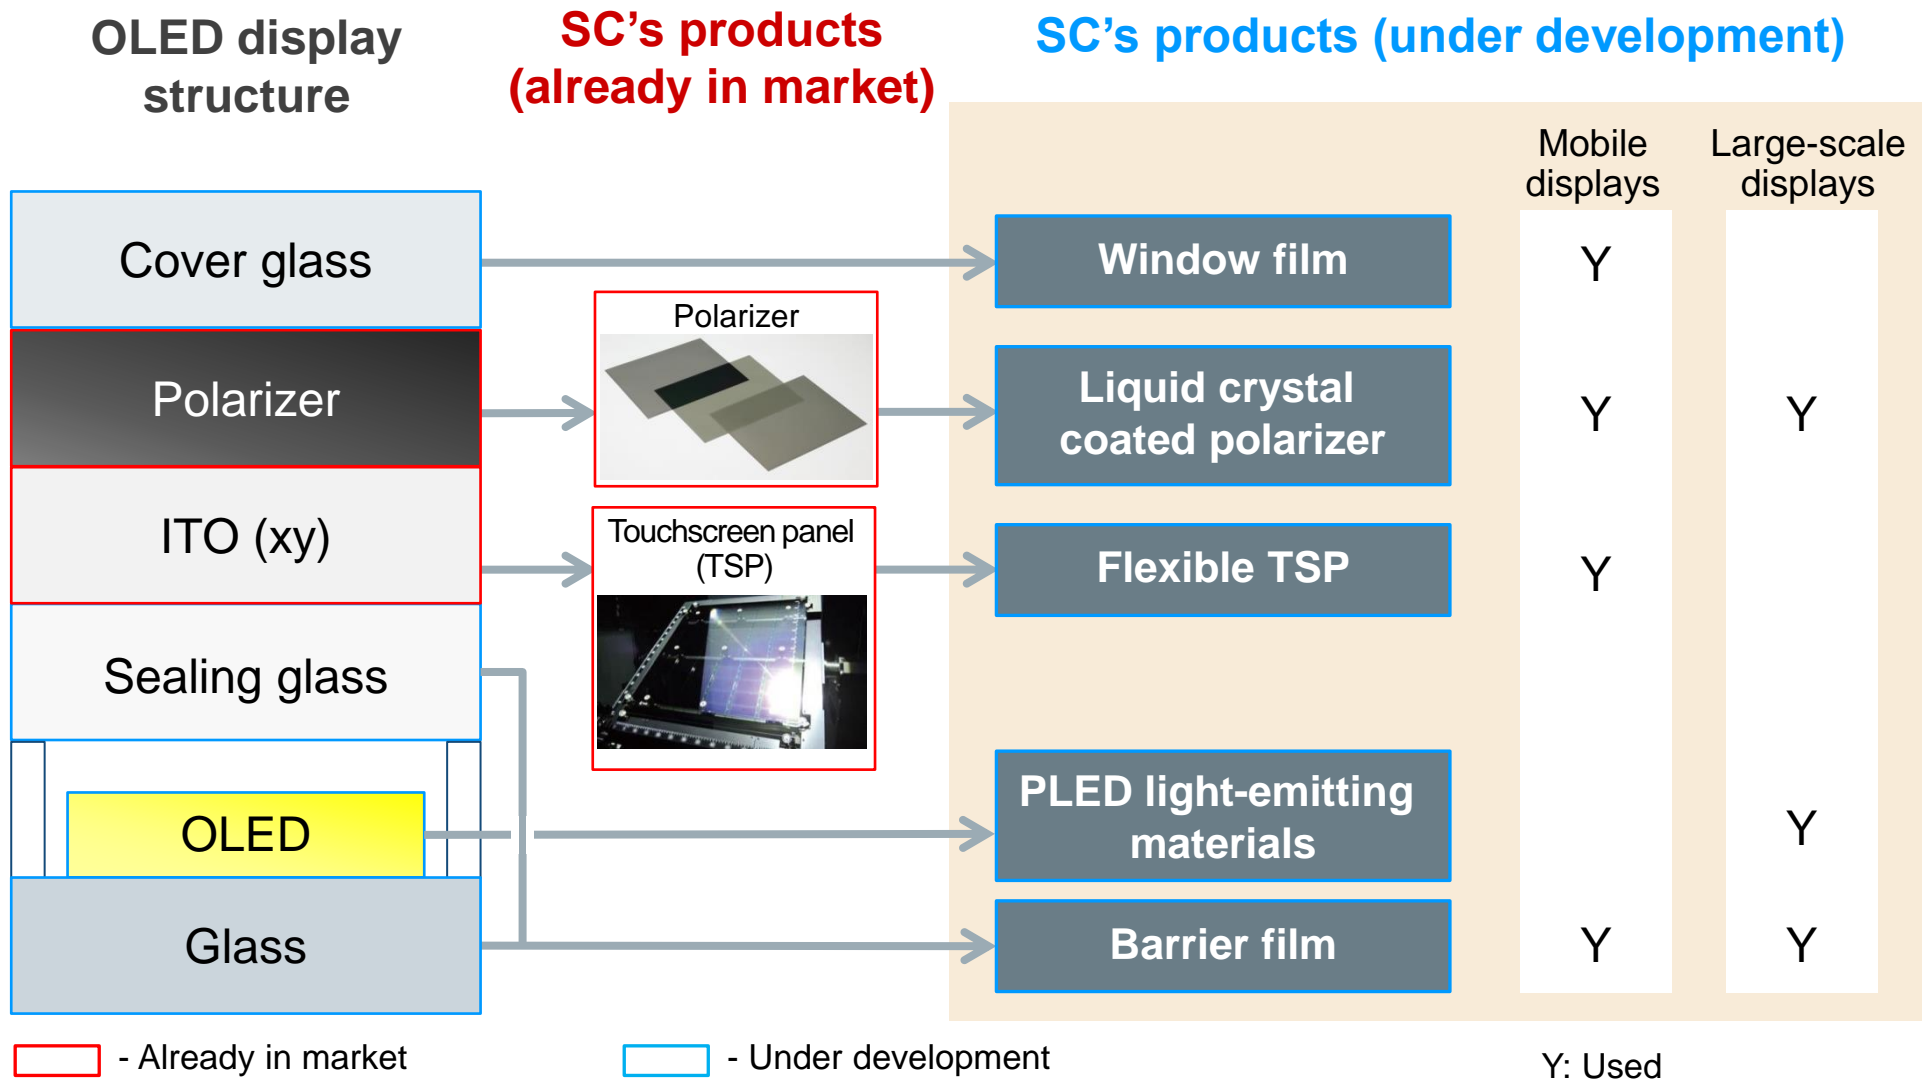 OLED display
structure
SC's products
(already in market)
SC's products (under development)
Mobile
displays
Large-scale
displays
Cover glass
Window film
Y
Polarizer
Polarizer
Liquid crystal
coated polarizer
Y
Y
ITO (xy)
Touchscreen panel
(TSP)
Flexible TSP
Y
Sealing glass
OLED
PLED light-emitting
materials
Y
Glass
Barrier film
Y
Y
- Already in market
- Under development
Y: Used